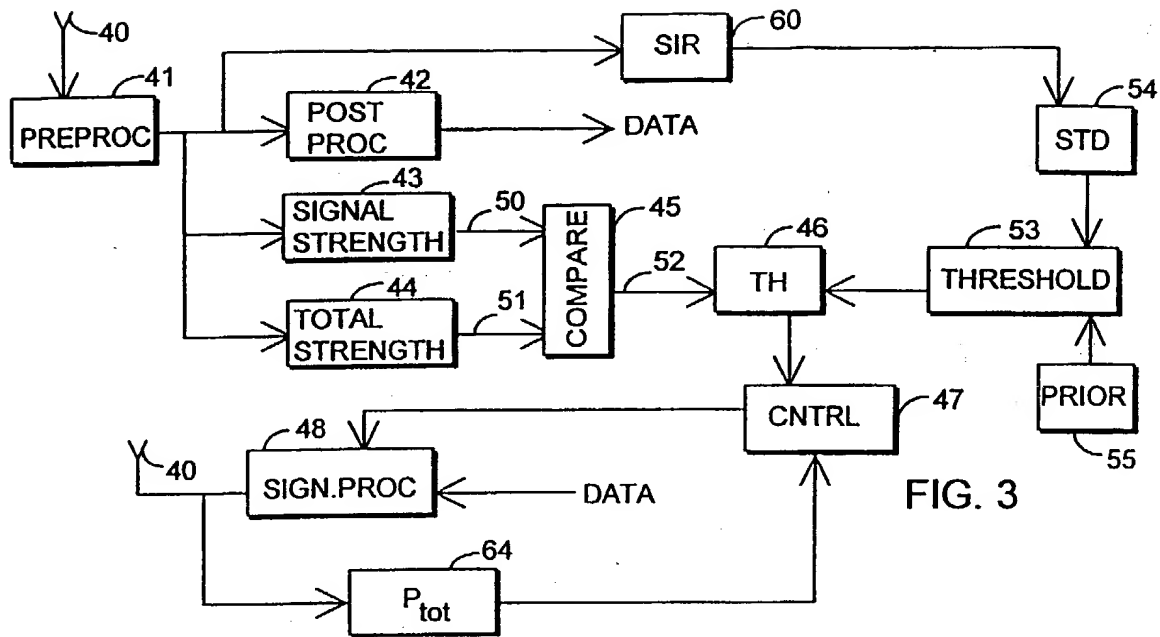 40
60
SIR
41
42
54
PREPROC
POST
PROC
DATA
STD
43
50
45
SIGNAL
STRENGTH
COMPARE
46
53
52
TH
THRESHOLD
44
51
TOTAL
STRENGTH
CNTRL
47
PRIOR
55
48
40
SIGN.PROC
DATA
FIG. 3
64
Ptot